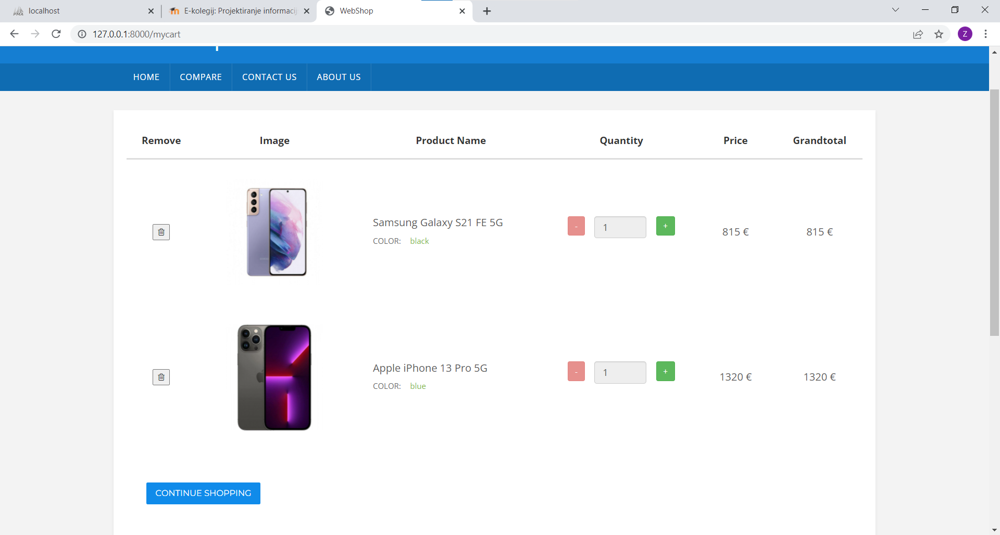 localhost
E-kolegij: Projektiranje informacij
WebShop
127.0.0.1:8000/mycart
Z
HOME
COMPARE
CONTACT US
ABOUT US
Remove Image Product Name Quantity Price Grandtotal
Samsung Galaxy S21 FE 5G
COLOR: black
- 1 +
815 €
815 €
Apple iPhone 13 Pro 5G
COLOR: blue
- 1 +
1320 €
1320 €
CONTINUE SHOPPING